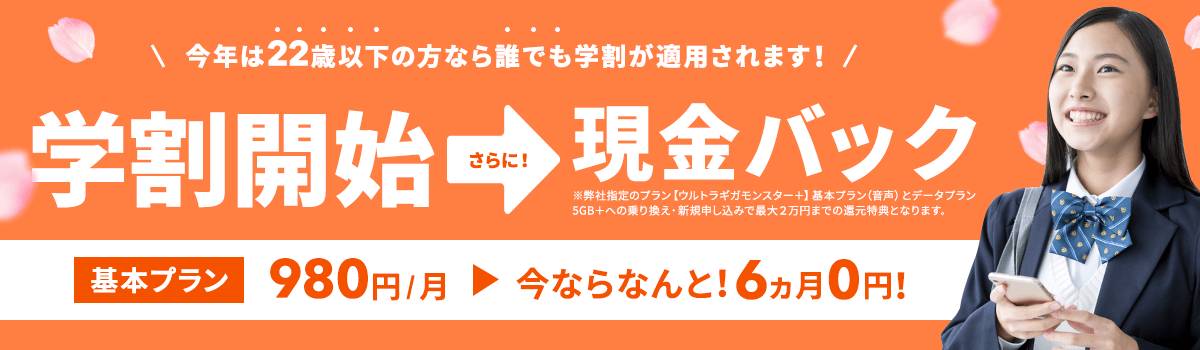 \ 今年は22歳以下の方なら誰でも学割が適用されます! /
学割開始
さらに!
現金バック
※弊社指定のプラン【ウルトラギガモンスター＋】基本プラン(音声)とデータプラン
5GB＋への乗り換え・新規申し込みで最大２万円までの還元特典となります。
基本プラン 980円/月 ▶ 今ならなんと!6ヵ月0円!